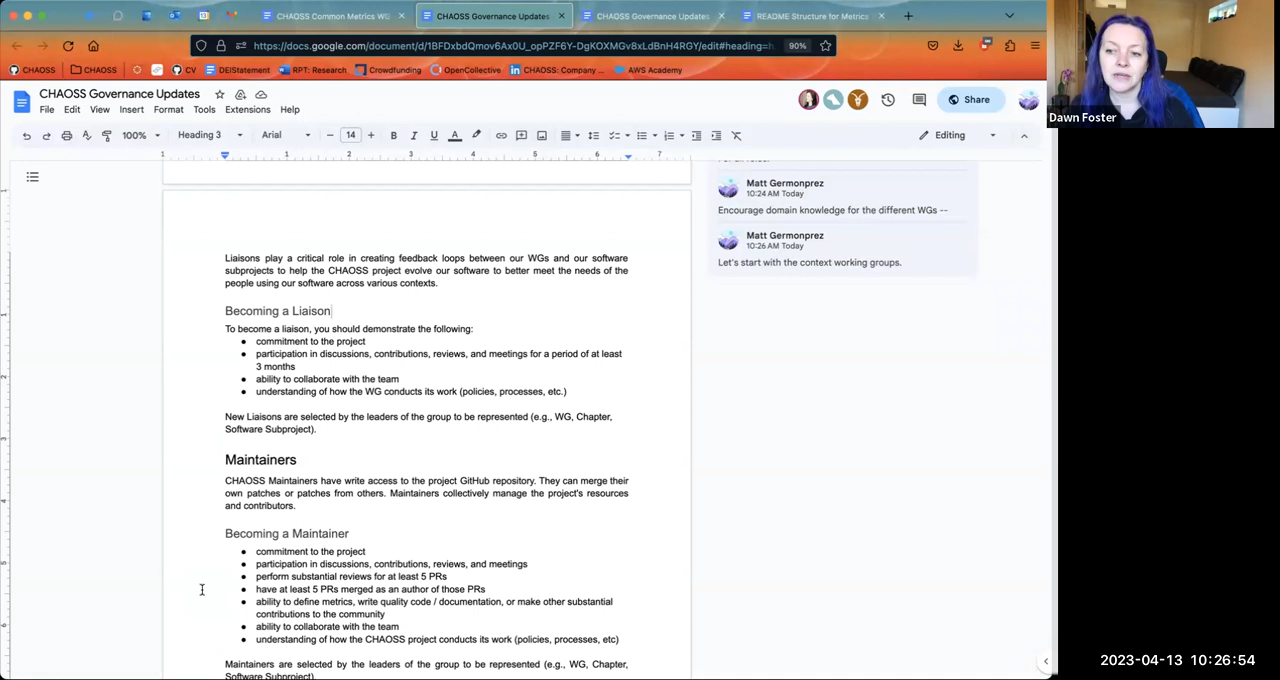 CHAOSS Common Metrics WG
CHAOSS Governance Updates
CHAOSS Governance Updates
README Structure for Metrics
https://docs.google.com/document/d/1BFDxbdQmov6Ax0U_opPZF6Y-DgKOXMGv8xLdBnH4RGY/edit#heading=h
90%
CHAOSS
CHAOSS
CV
DEIStatement
RPT: Research
Crowdfunding
OpenCollective
CHAOSS: Company ...
AWS Academy
Dawn Foster
CHAOSS Governance Updates
File Edit View Insert Format Tools Extensions Help
Share
100% Heading 3 Arial 14 Editing
1 1 2 3 4 5 6 7
Liaisons play a critical role in creating feedback loops between our WGs and our software
subprojects to help the CHAOSS project evolve our software to better meet the needs of the
people using our software across various contexts.
Becoming a Liaison
To become a liaison, you should demonstrate the following:
● commitment to the project
● participation in discussions, contributions, reviews, and meetings for a period of at least
3 months
● ability to collaborate with the team
● understanding of how the WG conducts its work (policies, processes, etc.)
New Liaisons are selected by the leaders of the group to be represented (e.g., WG, Chapter,
Software Subproject).
Maintainers
CHAOSS Maintainers have write access to the project GitHub repository. They can merge their
own patches or patches from others. Maintainers collectively manage the project's resources
and contributors.
Becoming a Maintainer
● commitment to the project
● participation in discussions, contributions, reviews, and meetings
● perform substantial reviews for at least 5 PRs
● have at least 5 PRs merged as an author of those PRs
● ability to define metrics, write quality code / documentation, or make other substantial
contributions to the community
● ability to collaborate with the team
● understanding of how the CHAOSS project conducts its work (policies, processes, etc)
Maintainers are selected by the leaders of the group to be represented (e.g., WG, Chapter,
Software Subproject).
Matt Germonprez
10:24 AM Today
Encourage domain knowledge for the different WGs --
Matt Germonprez
10:26 AM Today
Let's start with the context working groups.
2023-04-13 10:26:54